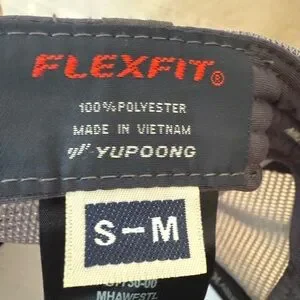 FLEXFIT®
100% POLYESTER
MADE IN VIETNAM
YUPOONG
S-M